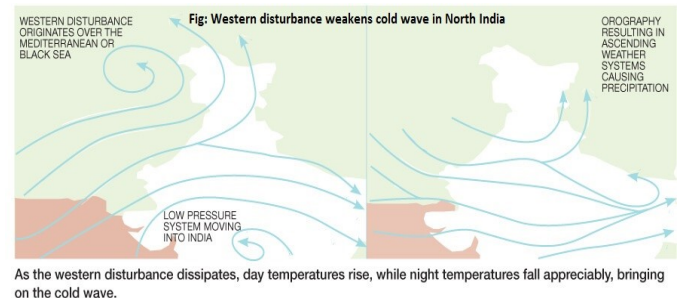 Fig: Western disturbance weakens cold wave in North India
WESTERN DISTURBANCE
ORIGINATES OVER THE
MEDITERRANEAN OR
BLACK SEA
LOW PRESSURE
SYSTEM MOVING
INTO INDIA
OROGRAPHY
RESULTING IN
ASCENDING
WEATHER
SYSTEMS
CAUSING
PRECIPITATION
As the western disturbance dissipates, day temperatures rise, while night temperatures fall appreciably, bringing
on the cold wave.